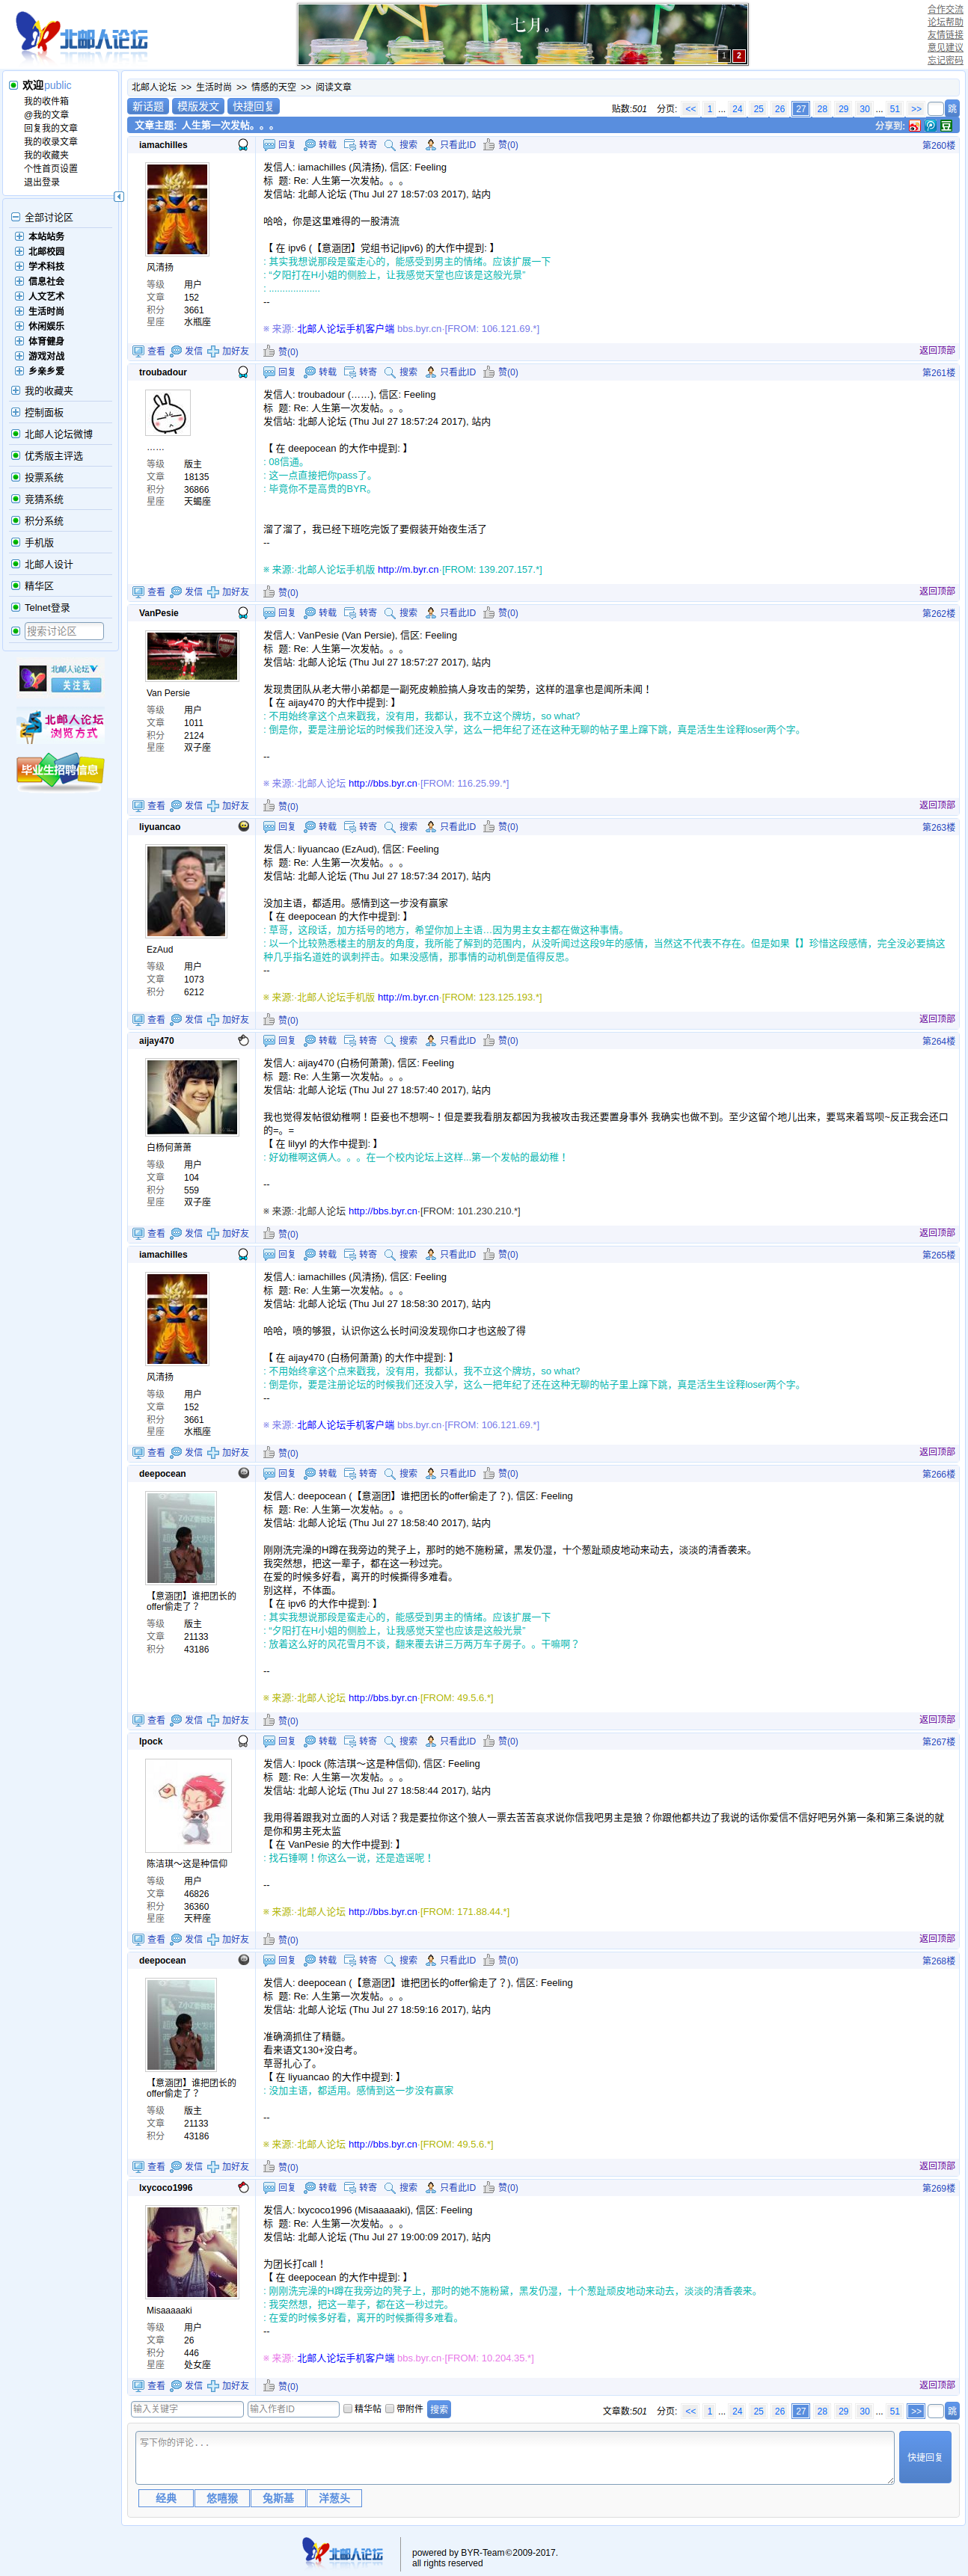 北邮人论坛
七月。
1 2
合作交流
论坛帮助
友情链接
意见建议
忘记密码
欢迎public
我的收件箱
@我的文章
回复我的文章
我的收录文章
我的收藏夹
个性首页设置
退出登录
全部讨论区
本站站务
北邮校园
学术科技
信息社会
人文艺术
生活时尚
休闲娱乐
体育健身
游戏对战
乡亲乡爱
我的收藏夹
控制面板
北邮人论坛微博
优秀版主评选
投票系统
竞猜系统
积分系统
手机版
北邮人设计
精华区
Telnet登录
搜索讨论区
北邮人论坛
关注我
北邮人论坛
浏览方式
毕业生招聘信息
北邮人论坛 >> 生活时尚 >> 情感的天空 >> 阅读文章
新话题 模版发文 快捷回复
贴数:501 分页: << 1 ... 24 25 26 27 28 29 30 ... 51 >> 跳
文章主题: 人生第一次发帖。。。
分享到:
iamachilles
回复 转载 转寄 搜索 只看此ID 赞(0) 第260楼
风清扬
等级 用户
文章 152
积分 3661
星座 水瓶座
发信人: iamachilles (风清扬), 信区: Feeling
标 题: Re: 人生第一次发帖。。。
发信站: 北邮人论坛 (Thu Jul 27 18:57:03 2017), 站内
哈哈，你是这里难得的一股清流
【 在 ipv6 (【意涵团】党组书记|ipv6) 的大作中提到: 】
: 其实我想说那段是蛮走心的，能感受到男主的情绪。应该扩展一下
: “夕阳打在H小姐的侧脸上，让我感觉天堂也应该是这般光景”
: ...................
--
※ 来源:·北邮人论坛手机客户端 bbs.byr.cn·[FROM: 106.121.69.*]
查看 发信 加好友 赞(0) 返回顶部
troubadour
回复 转载 转寄 搜索 只看此ID 赞(0) 第261楼
……
等级 版主
文章 18135
积分 36866
星座 天蝎座
发信人: troubadour (……), 信区: Feeling
标 题: Re: 人生第一次发帖。。。
发信站: 北邮人论坛 (Thu Jul 27 18:57:24 2017), 站内
【 在 deepocean 的大作中提到: 】
: 08信通。
: 这一点直接把你pass了。
: 毕竟你不是高贵的BYR。
溜了溜了，我已经下班吃完饭了要假装开始夜生活了
--
※ 来源:·北邮人论坛手机版 http://m.byr.cn·[FROM: 139.207.157.*]
查看 发信 加好友 赞(0) 返回顶部
VanPesie
回复 转载 转寄 搜索 只看此ID 赞(0) 第262楼
Van Persie
等级 用户
文章 1011
积分 2124
星座 双子座
发信人: VanPesie (Van Persie), 信区: Feeling
标 题: Re: 人生第一次发帖。。。
发信站: 北邮人论坛 (Thu Jul 27 18:57:27 2017), 站内
发现贵团队从老大带小弟都是一副死皮赖脸搞人身攻击的架势，这样的温拿也是闻所未闻！
【 在 aijay470 的大作中提到: 】
: 不用始终拿这个点来戳我，没有用，我都认，我不立这个牌坊，so what?
: 倒是你，要是注册论坛的时候我们还没入学，这么一把年纪了还在这种无聊的帖子里上蹿下跳，真是活生生诠释loser两个字。
--
※ 来源:·北邮人论坛 http://bbs.byr.cn·[FROM: 116.25.99.*]
查看 发信 加好友 赞(0) 返回顶部
liyuancao
回复 转载 转寄 搜索 只看此ID 赞(0) 第263楼
EzAud
等级 用户
文章 1073
积分 6212
发信人: liyuancao (EzAud), 信区: Feeling
标 题: Re: 人生第一次发帖。。。
发信站: 北邮人论坛 (Thu Jul 27 18:57:34 2017), 站内
没加主语，都适用。感情到这一步没有赢家
【 在 deepocean 的大作中提到: 】
: 草哥，这段话，加方括号的地方，希望你加上主语…因为男主女主都在做这种事情。
: 以一个比较熟悉楼主的朋友的角度，我所能了解到的范围内，从没听闻过这段9年的感情，当然这不代表不存在。但是如果【】珍惜这段感情，完全没必要搞这种几乎指名道姓的讽刺抨击。如果没感情，那事情的动机倒是值得反思。
--
※ 来源:·北邮人论坛手机版 http://m.byr.cn·[FROM: 123.125.193.*]
查看 发信 加好友 赞(0) 返回顶部
aijay470
回复 转载 转寄 搜索 只看此ID 赞(0) 第264楼
白杨何萧萧
等级 用户
文章 104
积分 559
星座 双子座
发信人: aijay470 (白杨何萧萧), 信区: Feeling
标 题: Re: 人生第一次发帖。。。
发信站: 北邮人论坛 (Thu Jul 27 18:57:40 2017), 站内
我也觉得发帖很幼稚啊！臣妾也不想啊~！但是要我看朋友都因为我被攻击我还要置身事外 我确实也做不到。至少这留个地儿出来，要骂来着骂呗~反正我会还口的=。=
【 在 lilyyl 的大作中提到: 】
: 好幼稚啊这俩人。。。在一个校内论坛上这样...第一个发帖的最幼稚！
--
※ 来源:·北邮人论坛 http://bbs.byr.cn·[FROM: 101.230.210.*]
查看 发信 加好友 赞(0) 返回顶部
iamachilles
回复 转载 转寄 搜索 只看此ID 赞(0) 第265楼
风清扬
等级 用户
文章 152
积分 3661
星座 水瓶座
发信人: iamachilles (风清扬), 信区: Feeling
标 题: Re: 人生第一次发帖。。。
发信站: 北邮人论坛 (Thu Jul 27 18:58:30 2017), 站内
哈哈，喷的够狠，认识你这么长时间没发现你口才也这般了得
【 在 aijay470 (白杨何萧萧) 的大作中提到: 】
: 不用始终拿这个点来戳我，没有用，我都认，我不立这个牌坊，so what?
: 倒是你，要是注册论坛的时候我们还没入学，这么一把年纪了还在这种无聊的帖子里上蹿下跳，真是活生生诠释loser两个字。
--
※ 来源:·北邮人论坛手机客户端 bbs.byr.cn·[FROM: 106.121.69.*]
查看 发信 加好友 赞(0) 返回顶部
deepocean
回复 转载 转寄 搜索 只看此ID 赞(0) 第266楼
【意涵团】谁把团长的offer偷走了？
等级 版主
文章 21133
积分 43186
发信人: deepocean (【意涵团】谁把团长的offer偷走了？), 信区: Feeling
标 题: Re: 人生第一次发帖。。。
发信站: 北邮人论坛 (Thu Jul 27 18:58:40 2017), 站内
刚刚洗完澡的H蹲在我旁边的凳子上，那时的她不施粉黛，黑发仍湿，十个葱趾顽皮地动来动去，淡淡的清香袭来。
我突然想，把这一辈子，都在这一秒过完。
在爱的时候多好看，离开的时候撕得多难看。
别这样，不体面。
【 在 ipv6 的大作中提到: 】
: 其实我想说那段是蛮走心的，能感受到男主的情绪。应该扩展一下
: “夕阳打在H小姐的侧脸上，让我感觉天堂也应该是这般光景”
: 放着这么好的风花雪月不谈，翻来覆去讲三万两万车子房子。。干嘛啊？
--
※ 来源:·北邮人论坛 http://bbs.byr.cn·[FROM: 49.5.6.*]
查看 发信 加好友 赞(0) 返回顶部
Ipock
回复 转载 转寄 搜索 只看此ID 赞(0) 第267楼
陈洁琪～这是种信仰
等级 用户
文章 46826
积分 36360
星座 天秤座
发信人: Ipock (陈洁琪～这是种信仰), 信区: Feeling
标 题: Re: 人生第一次发帖。。。
发信站: 北邮人论坛 (Thu Jul 27 18:58:44 2017), 站内
我用得着跟我对立面的人对话？我是要拉你这个狼人一票去苦苦哀求说你信我吧男主是狼？你跟他都共边了我说的话你爱信不信好吧另外第一条和第三条说的就是你和男主死太监
【 在 VanPesie 的大作中提到: 】
: 找石锤啊！你这么一说，还是造谣呢！
--
※ 来源:·北邮人论坛 http://bbs.byr.cn·[FROM: 171.88.44.*]
查看 发信 加好友 赞(0) 返回顶部
deepocean
回复 转载 转寄 搜索 只看此ID 赞(0) 第268楼
【意涵团】谁把团长的offer偷走了？
等级 版主
文章 21133
积分 43186
发信人: deepocean (【意涵团】谁把团长的offer偷走了？), 信区: Feeling
标 题: Re: 人生第一次发帖。。。
发信站: 北邮人论坛 (Thu Jul 27 18:59:16 2017), 站内
准确滴抓住了精髓。
看来语文130+没白考。
草哥扎心了。
【 在 liyuancao 的大作中提到: 】
: 没加主语，都适用。感情到这一步没有赢家
--
※ 来源:·北邮人论坛 http://bbs.byr.cn·[FROM: 49.5.6.*]
查看 发信 加好友 赞(0) 返回顶部
lxycoco1996
回复 转载 转寄 搜索 只看此ID 赞(0) 第269楼
Misaaaaaki
等级 用户
文章 26
积分 446
星座 处女座
发信人: lxycoco1996 (Misaaaaaki), 信区: Feeling
标 题: Re: 人生第一次发帖。。。
发信站: 北邮人论坛 (Thu Jul 27 19:00:09 2017), 站内
为团长打call！
【 在 deepocean 的大作中提到: 】
: 刚刚洗完澡的H蹲在我旁边的凳子上，那时的她不施粉黛，黑发仍湿，十个葱趾顽皮地动来动去，淡淡的清香袭来。
: 我突然想，把这一辈子，都在这一秒过完。
: 在爱的时候多好看，离开的时候撕得多难看。
--
※ 来源:·北邮人论坛手机客户端 bbs.byr.cn·[FROM: 10.204.35.*]
查看 发信 加好友 赞(0) 返回顶部
输入关键字 输入作者ID 精华帖 带附件 搜索
文章数:501 分页: << 1 ... 24 25 26 27 28 29 30 ... 51 >> 跳
写下你的评论...
快捷回复
经典 悠嘻猴 兔斯基 洋葱头
北邮人论坛
powered by BYR-Team©2009-2017.
all rights reserved